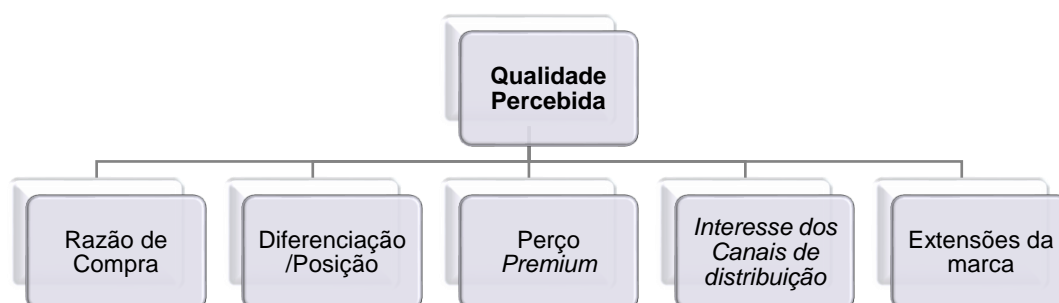 Qualidade
Percebida
Razão de
Compra
Diferenciação
/Posição
Perço
Premium
Interesse dos
Canais de
distribuição
Extensões da
marca